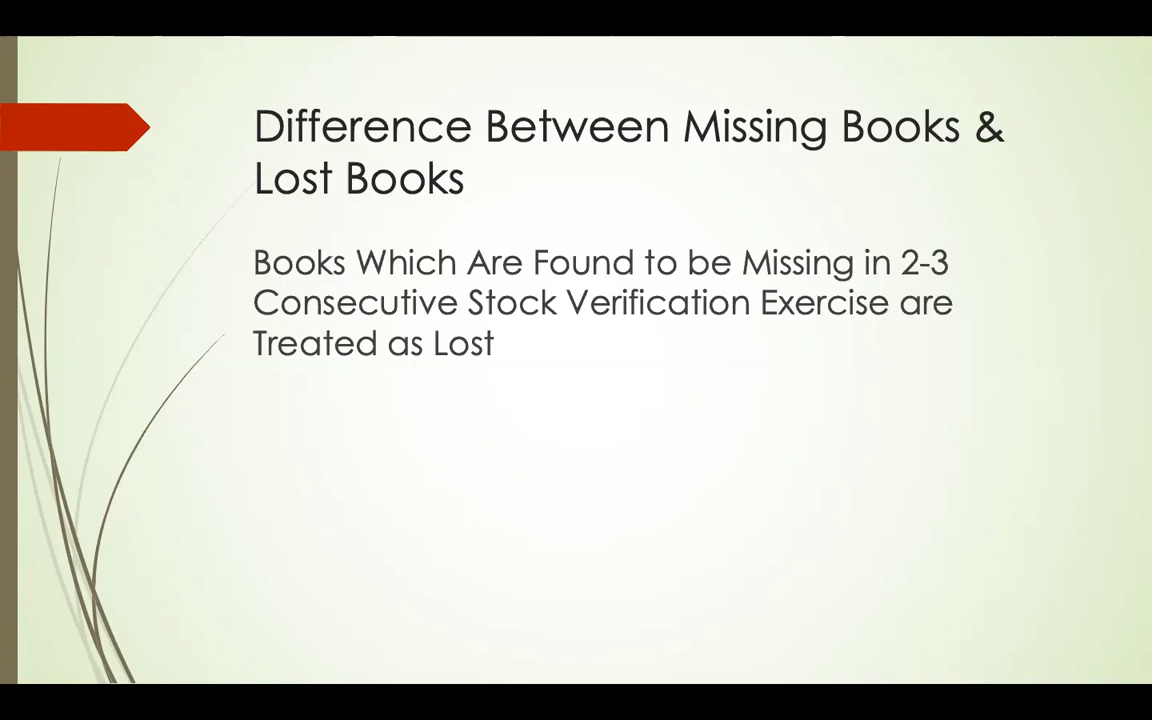 Difference Between Missing Books &
Lost Books
Books Which Are Found to be Missing in 2-3
Consecutive Stock Verification Exercise are
Treated as Lost